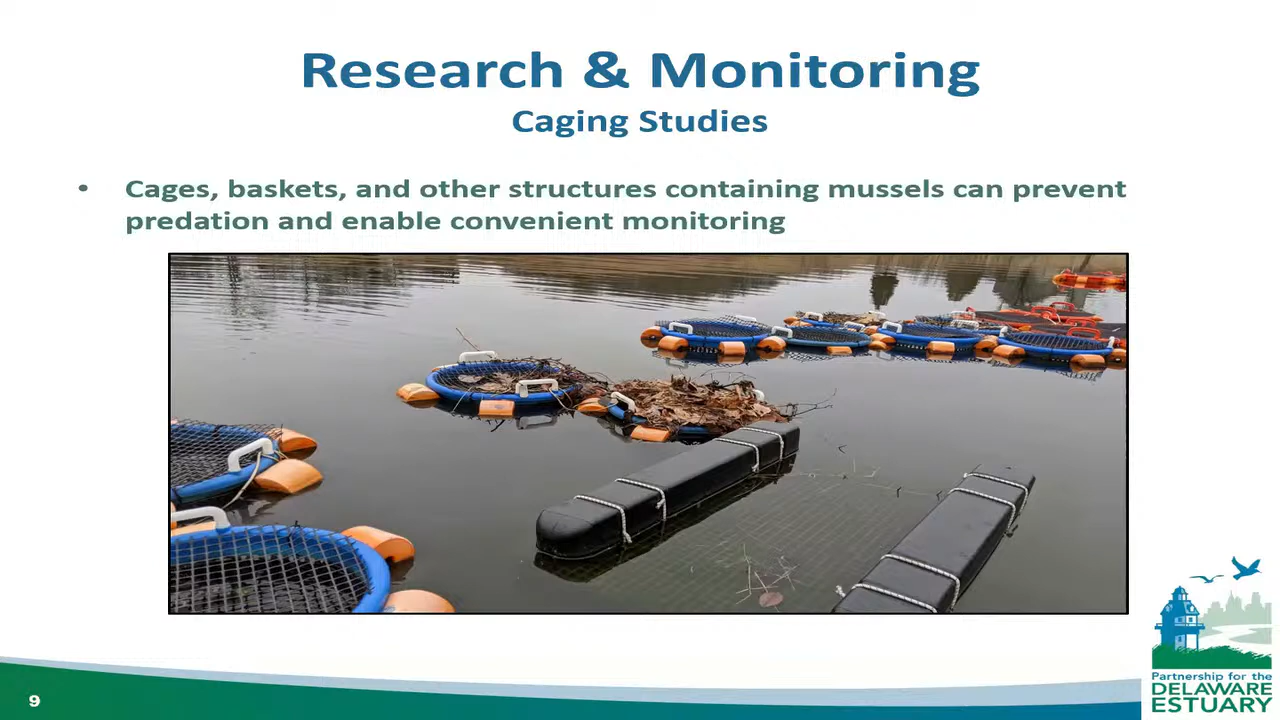 Research & Monitoring
Caging Studies
• Cages, baskets, and other structures containing mussels can prevent
predation and enable convenient monitoring
9
Partnership for the
DELAWARE
ESTUARY